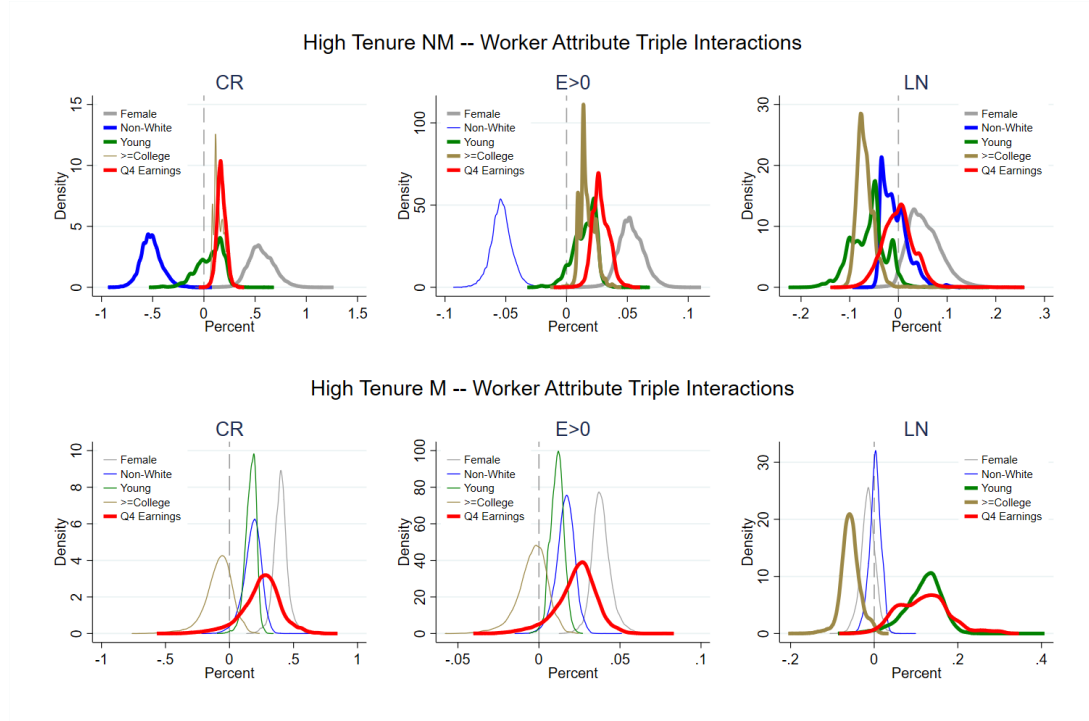 High Tenure NM -- Worker Attribute Triple Interactions
CR
Density
15
10
5
0
Female
Non-White
Young
>=College
Q4 Earnings
-1
-.5
0
.5
1
1.5
Percent
E>0
Density
100
50
0
Female
Non-White
Young
>=College
Q4 Earnings
-.1
-.05
0
.05
.1
Percent
LN
Density
30
20
10
0
Female
Non-White
Young
>=College
Q4 Earnings
-.2
-.1
0
.1
.2
.3
Percent
High Tenure M -- Worker Attribute Triple Interactions
CR
Density
10
8
6
4
2
0
Female
Non-White
Young
>=College
Q4 Earnings
-1
-.5
0
.5
1
Percent
E>0
Density
100
80
60
40
20
0
Female
Non-White
Young
>=College
Q4 Earnings
-.05
0
.05
.1
Percent
LN
Density
30
20
10
0
Female
Non-White
Young
>=College
Q4 Earnings
-.2
0
.2
.4
Percent